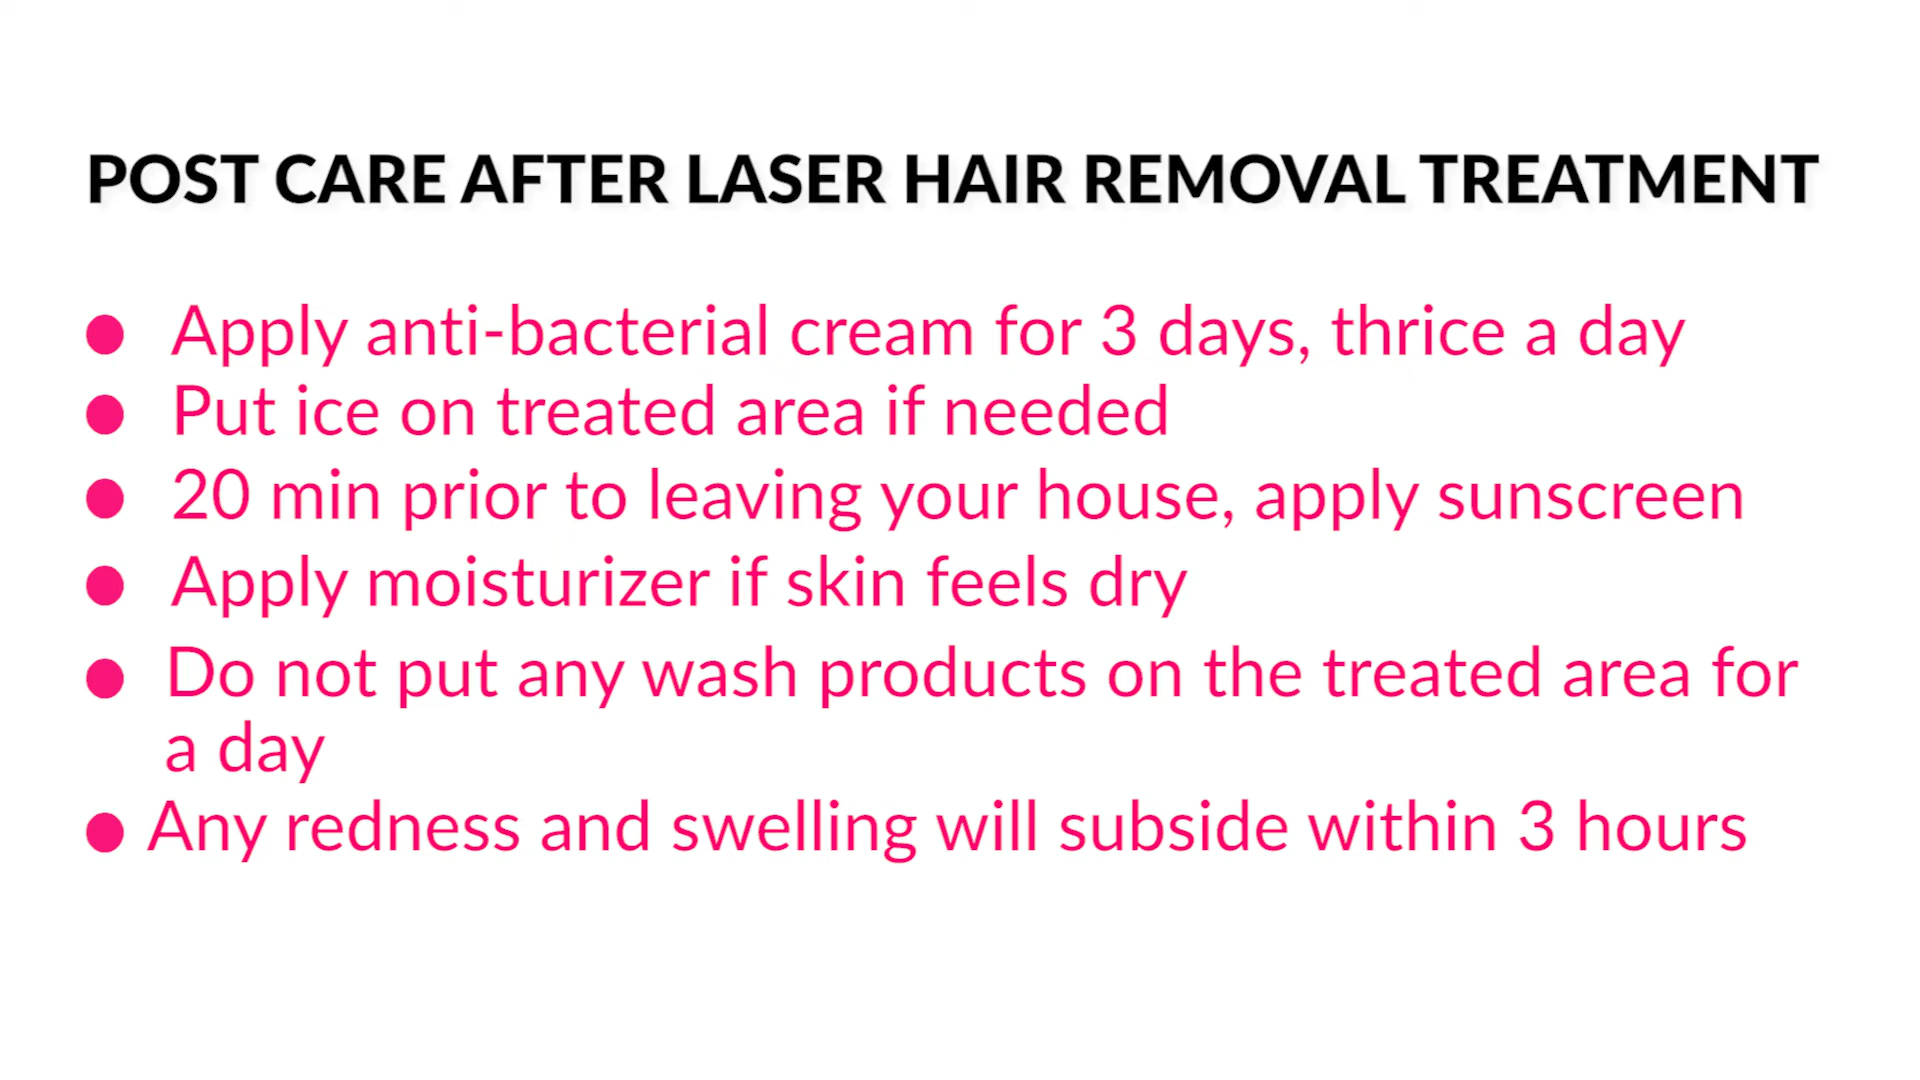 POST CARE AFTER LASER HAIR REMOVAL TREATMENT
● Apply anti-bacterial cream for 3 days, thrice a day
● Put ice on treated area if needed
● 20 min prior to leaving your house, apply sunscreen
● Apply moisturizer if skin feels dry
● Do not put any wash products on the treated area for
a day
● Any redness and swelling will subside within 3 hours